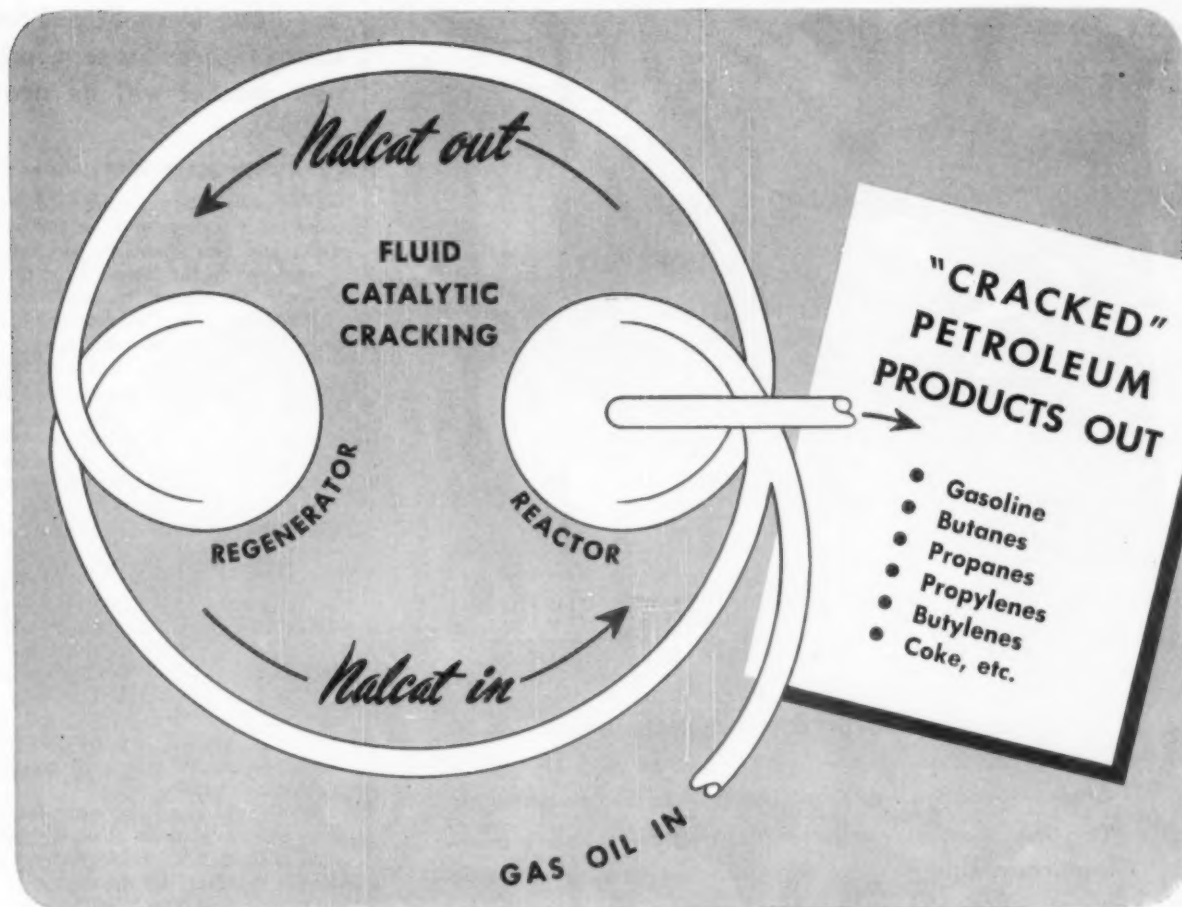 Nalcat out
FLUID
CATALYTIC
CRACKING
REGENERATOR
REACTOR
Nalcat in
GAS OIL IN
"CRACKED"
PETROLEUM
PRODUCTS OUT
• Gasoline
• Butanes
• Propanes
• Propylenes
• Butylenes
• Coke, etc.